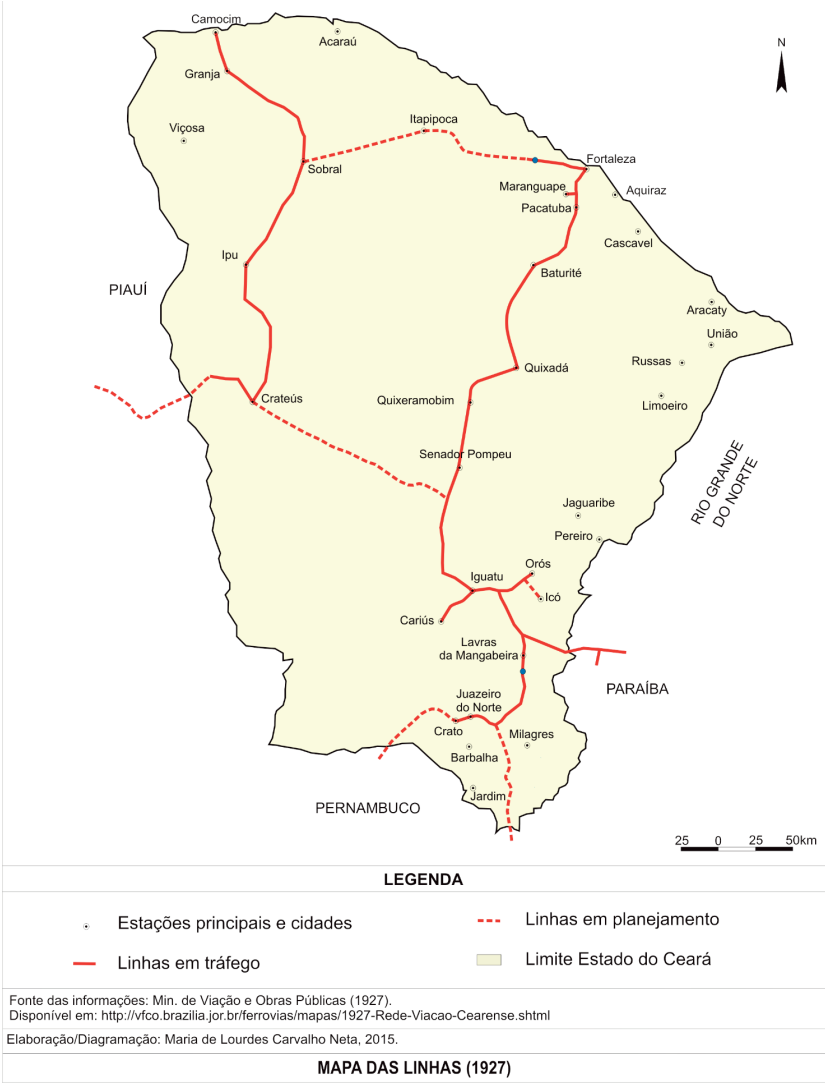 Camocim
Acaraú
N
Granja
Viçosa
Itapipoca
Sobral
Fortaleza
Maranguape
Aquiraz
Pacatuba
Cascavel
Ipu
Baturité
PIAUÍ
Aracaty
União
Russas
Quixadá
Crateús
Quixeramobim
Limoeiro
Senador Pompeu
RIO GRANDE
DO NORTE
Jaguaribe
Pereiro
Orós
Iguatu
Icó
Cariús
Lavras
da Mangabeira
PARAÍBA
Juazeiro
do Norte
Crato
Milagres
Barbalha
Jardim
PERNAMBUCO
25 0 25 50km
LEGENDA
Estações principais e cidades
Linhas em planejamento
Linhas em tráfego
Limite Estado do Ceará
Fonte das informações: Min. de Viação e Obras Públicas (1927).
Disponível em: http://vfco.brazilia.jor.br/ferrovias/mapas/1927-Rede-Viacao-Cearense.shtml
Elaboração/Diagramação: Maria de Lourdes Carvalho Neta, 2015.
MAPA DAS LINHAS (1927)